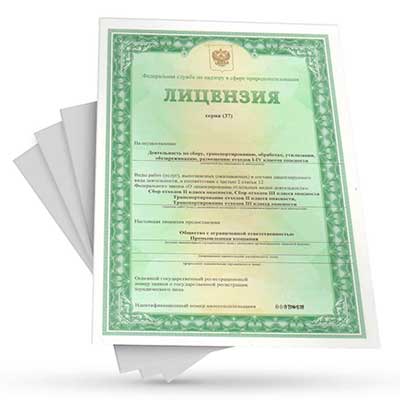 Федеральная служба по надзору в сфере природопользования
ЛИЦЕНЗИЯ
серия (37)
На осуществление
Деятельность по сбору, транспортированию, обработке, утилизации,
обезвреживанию, размещению отходов I-IV классов опасности
Виды работ (услуг), выполняемых (оказываемых) в составе лицензируемого
вида деятельности, в соответствии с частью 2 статьи 12
Федерального закона «О лицензировании отдельных видов деятельности»
Сбор отходов II класса опасности, Сбор отходов III класса опасности
Транспортирование отходов II класса опасности,
Транспортирование отходов III класса опасности
Настоящая лицензия предоставлена
Общество с ограниченной ответственностью
Промышленная компания
Основной государственный регистрационный
номер записи о государственной регистрации
юридического лица
Идентификационный номер налогоплательщика